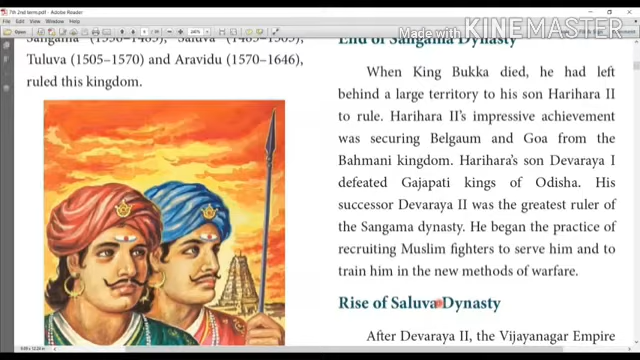 7th 2nd term.pdf - Adobe Reader
File Edit View Window Help
Made with KINEMASTER
Sangama (1336-1485), Saluva (1485-1505),
Tuluva (1505-1570) and Aravidu (1570-1646),
ruled this kingdom.
End of Sangama Dynasty
When King Bukka died, he had left
behind a large territory to his son Harihara II
to rule. Harihara II's impressive achievement
was securing Belgaum and Goa from the
Bahmani kingdom. Harihara's son Devaraya I
defeated Gajapati kings of Odisha. His
successor Devaraya II was the greatest ruler of
the Sangama dynasty. He began the practice of
recruiting Muslim fighters to serve him and to
train him in the new methods of warfare.
Rise of Saluva Dynasty
After Devaraya II, the Vijayanagar Empire